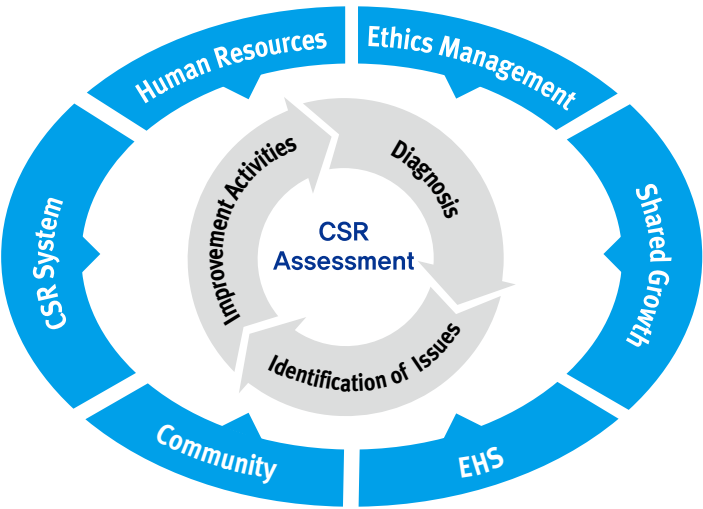 Human Resources
Ethics Management
Shared Growth
EHS
Community
CSR System
Diagnosis
Identification of Issues
Improvement Activities
CSR
Assessment